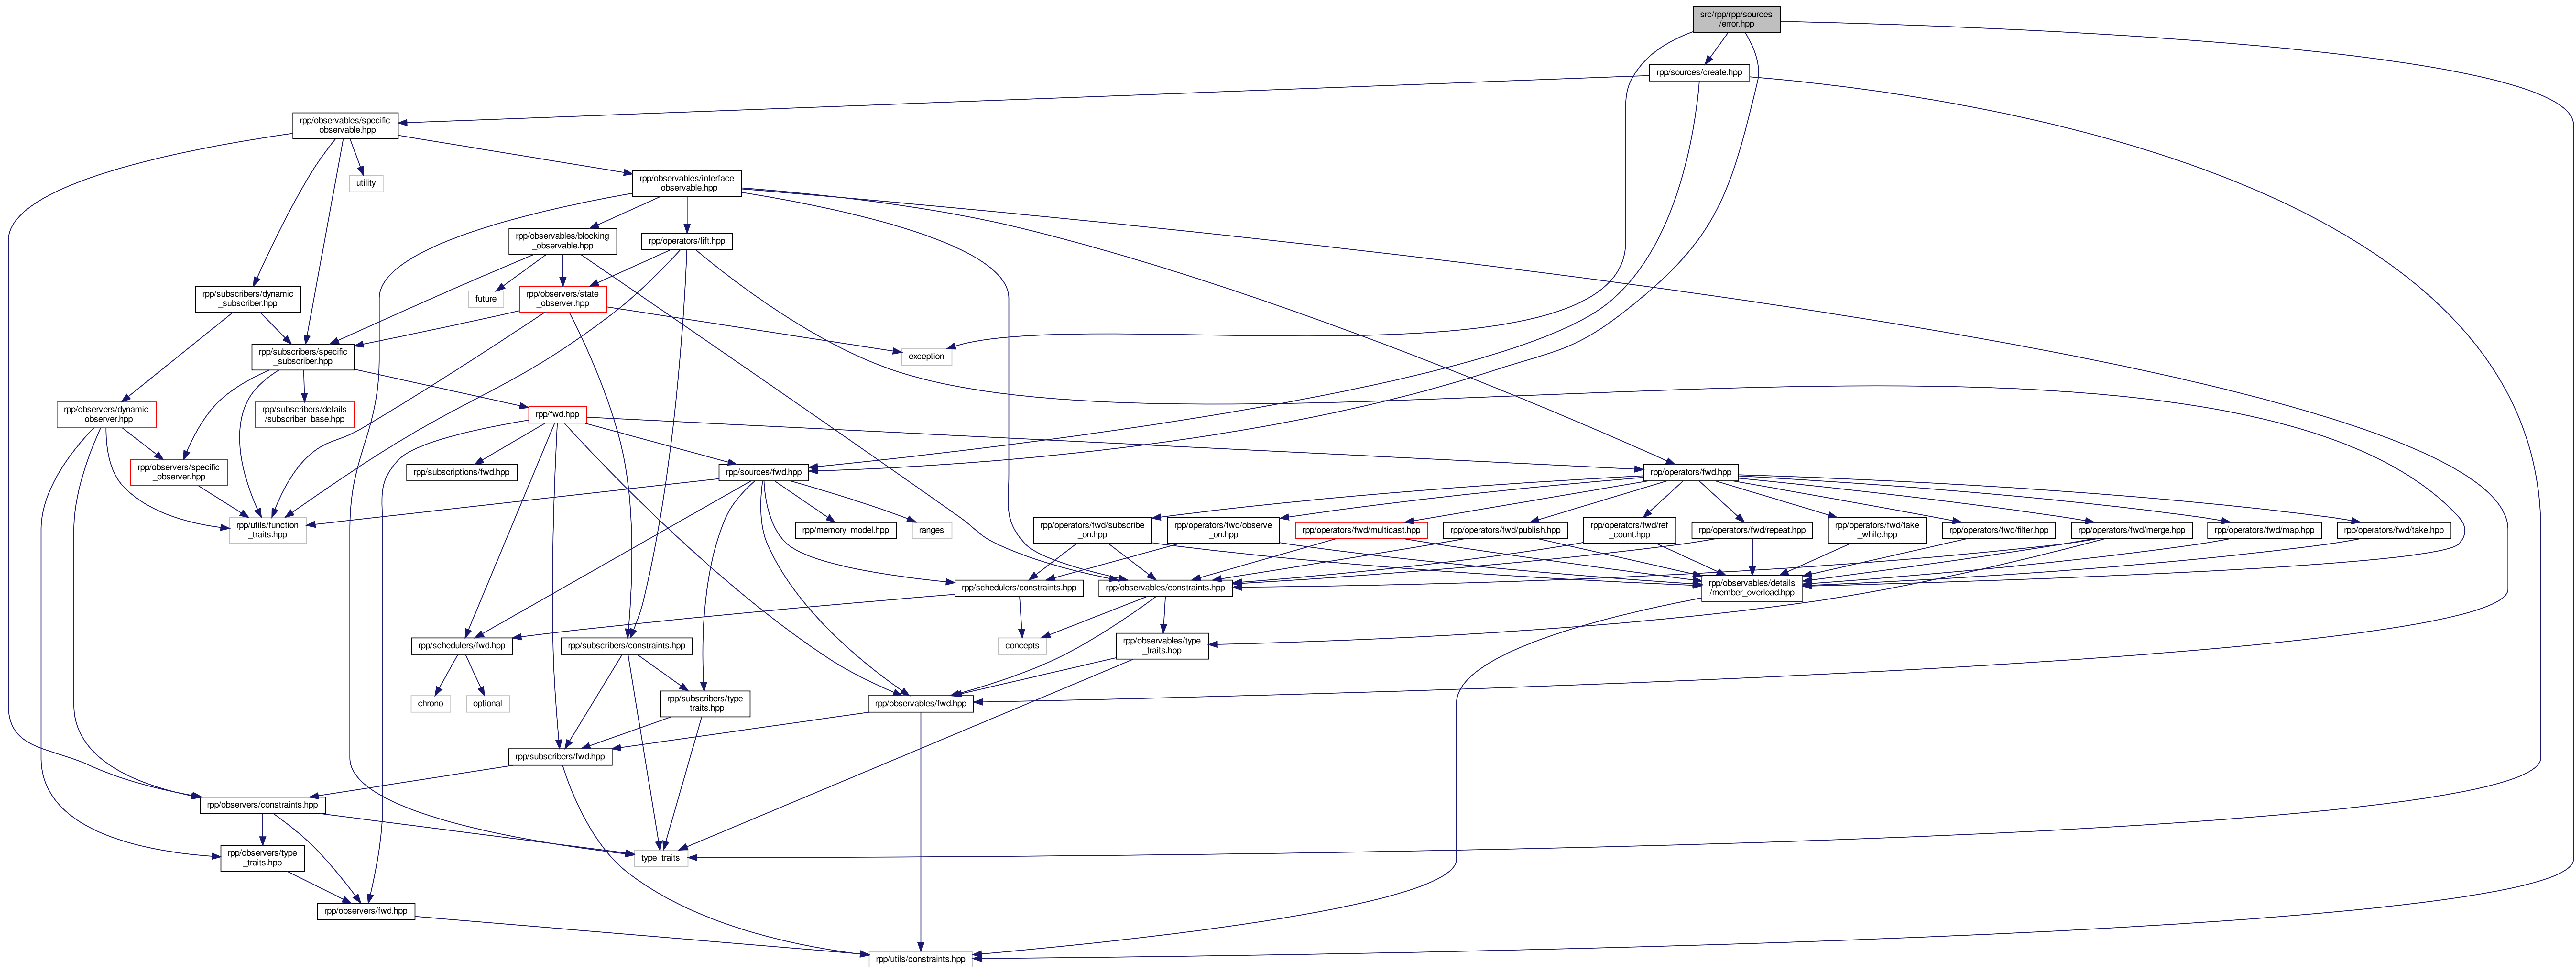 src/rpp/rpp/sources
/error.hpp
rpp/sources/create.hpp
rpp/observables/specific
_observable.hpp
utility
rpp/observables/interface
_observable.hpp
rpp/observables/blocking
_observable.hpp
rpp/operators/lift.hpp
rpp/subscribers/dynamic
_subscriber.hpp
future
rpp/observers/state
_observer.hpp
rpp/subscribers/specific
_subscriber.hpp
exception
rpp/observers/dynamic
_observer.hpp
rpp/subscribers/details
/subscriber_base.hpp
rpp/fwd.hpp
rpp/observers/specific
_observer.hpp
rpp/subscriptions/fwd.hpp
rpp/sources/fwd.hpp
rpp/operators/fwd.hpp
rpp/utils/function
_traits.hpp
rpp/memory_model.hpp
ranges
rpp/operators/fwd/subscribe
_on.hpp
rpp/operators/fwd/observe
_on.hpp
rpp/operators/fwd/multicast.hpp
rpp/operators/fwd/publish.hpp
rpp/operators/fwd/ref
_count.hpp
rpp/operators/fwd/repeat.hpp
rpp/operators/fwd/take
_while.hpp
rpp/operators/fwd/filter.hpp
rpp/operators/fwd/merge.hpp
rpp/operators/fwd/map.hpp
rpp/operators/fwd/take.hpp
rpp/schedulers/constraints.hpp
rpp/observables/constraints.hpp
rpp/observables/details
/member_overload.hpp
rpp/schedulers/fwd.hpp
rpp/subscribers/constraints.hpp
concepts
rpp/observables/type
_traits.hpp
chrono
optional
rpp/subscribers/type
_traits.hpp
rpp/observables/fwd.hpp
rpp/subscribers/fwd.hpp
rpp/observers/constraints.hpp
rpp/observers/type
_traits.hpp
type_traits
rpp/observers/fwd.hpp
rpp/utils/constraints.hpp